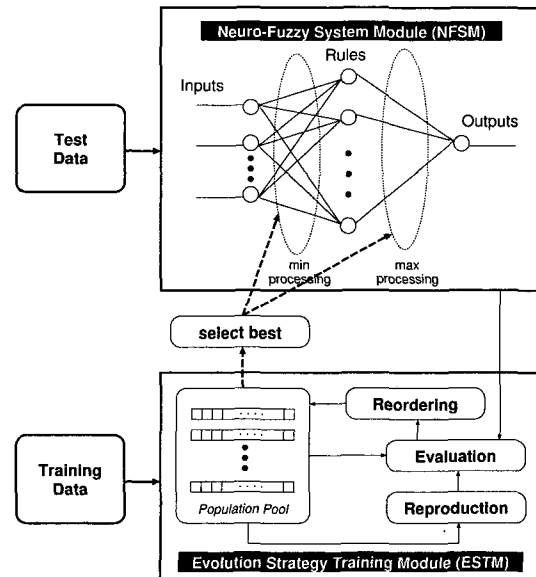 Neuro-Fuzzy System Module (NFSM)
Rules
Inputs
Outputs
Test
Data
min
processing
max
processing
select best
Reordering
Evaluation
Training
Data
Reproduction
Population Pool
Evolution Strategy Training Module (ESTM)